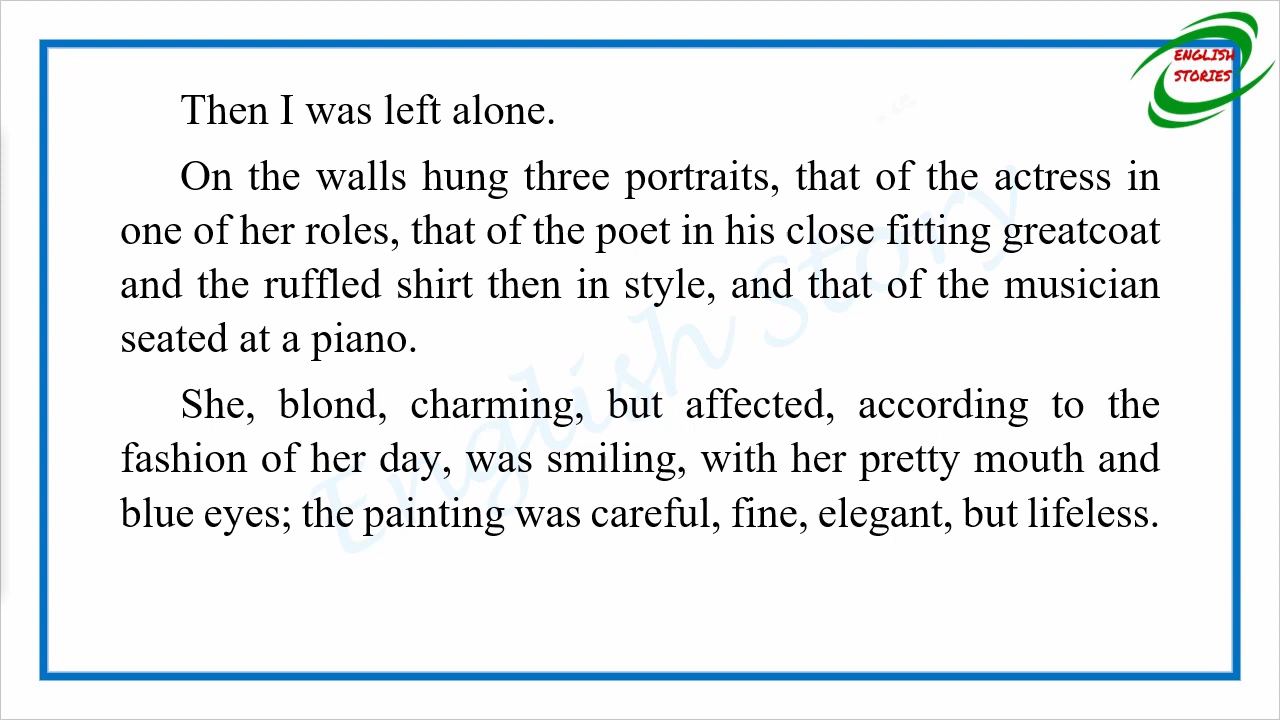 ENGLISH
STORIES
Then I was left alone.
On the walls hung three portraits, that of the actress in
one of her roles, that of the poet in his close fitting greatcoat
and the ruffled shirt then in style, and that of the musician
seated at a piano.
She, blond, charming, but affected, according to the
fashion of her day, was smiling, with her pretty mouth and
blue eyes; the painting was careful, fine, elegant, but lifeless.
English Story